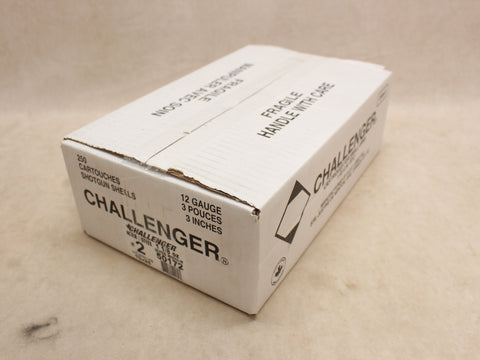 MANIPULER AVEC SOIN
FRAGILE
FRAGILE
HANDLE WITH CARE
250
CARTOUCHES
SHOTGUN SHELLS
12 GAUGE
3 POUCES
3 INCHES
CHALLENGER
CHALLENGER
2
50172
CHALLENGER